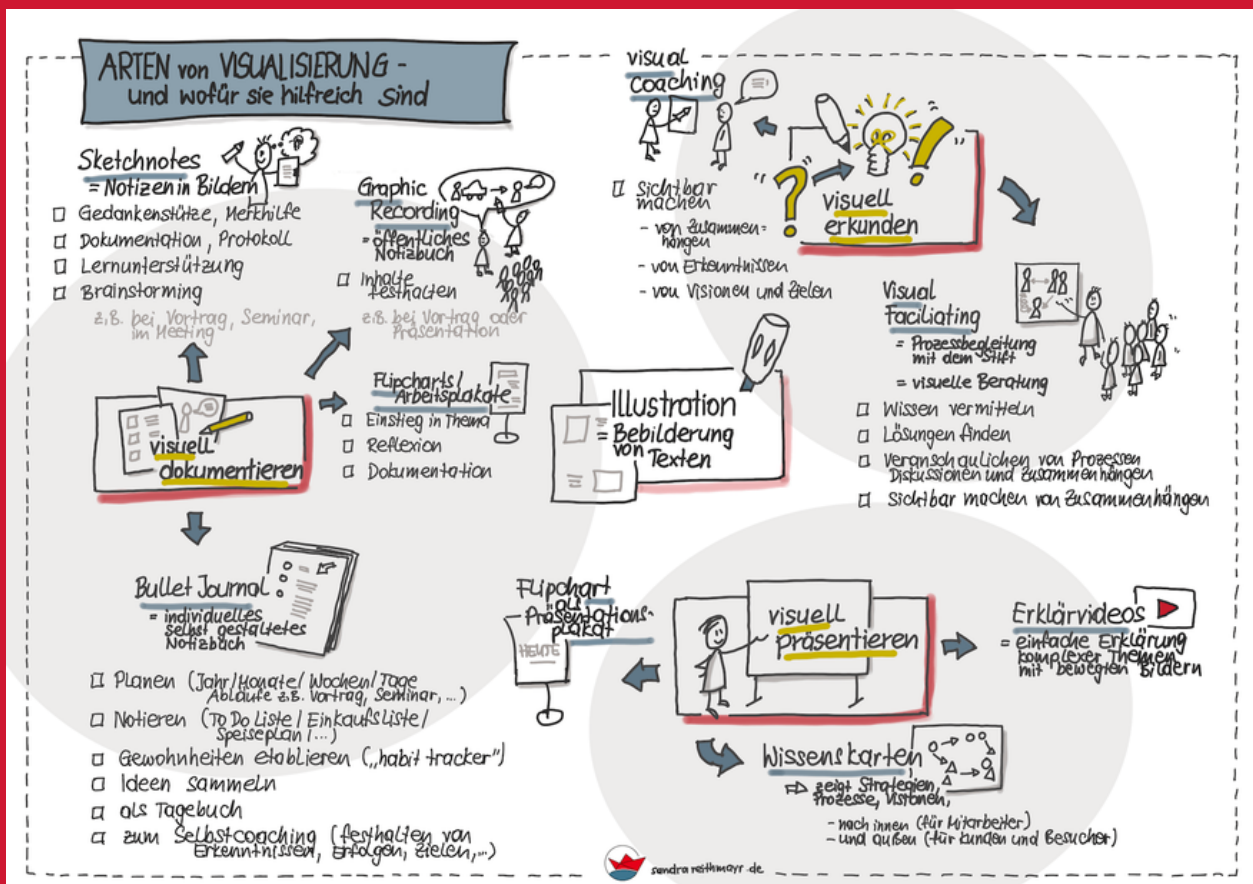 ARTEN von VISUALISIERUNG -
und wofür sie hilfreich sind
Sketchnotes
= Notizen in Bildern
Gedankenstütze, Merkhilfe
Dokumentation, Protokoll
Lernunterstützung
Brainstorming
z.B. bei Vortrag, Seminar,
im Meeting
Graphic
Recording
= öffentliches
Notizbuch
Inhalte
festhalten
z.B. bei Vortrag oder
Präsentation
Flipcharts/
Arbeitsplakate
Einstieg in Thema
Reflexion
Dokumentation
visuell
dokumentieren
Bullet Journal
= individuelles
selbst gestaltetes
Notizbuch
Planen (Jahr/Monate/Wochen/Tage
Abläufe z.B. Vortrag, Seminar,...)
Notieren (To Do Liste/Einkaufsliste/
Speiseplan/...)
Gewohnheiten etablieren („habit tracker")
Ideen sammeln
als Tagebuch
zum Selbstcoaching (festhalten von
Erkenntnissen, Erfolgen, Zielen,...)
visual
coaching
Sichtbar
machen
- von Zusammen=
hängen
- von Erkenntnissen
- von Visionen und Zielen
?
!
visuell
erkunden
Visual
Faciliating
= Prozessbegleitung
mit dem Stift
= visuelle Beratung
Wissen vermitteln
Lösungen finden
Veranschaulichen von Prozessen
Diskussionen und Zusammenhängen
Sichtbar machen von Zusammenhängen
Illustration
= Bebilderung
von Texten
Flipchart
als
Präsentations-
plakat
HEUTE
visuell
präsentieren
Erklärvideos
= einfache Erklärung
komplexer Themen
mit bewegten Bildern
Wissenskarten
⇨ zeigt Strategien,
Prozesse, Visionen,
- nach innen (für Mitarbeiter)
- und außen (für Kunden und Besucher)
sandrareithmayr.de